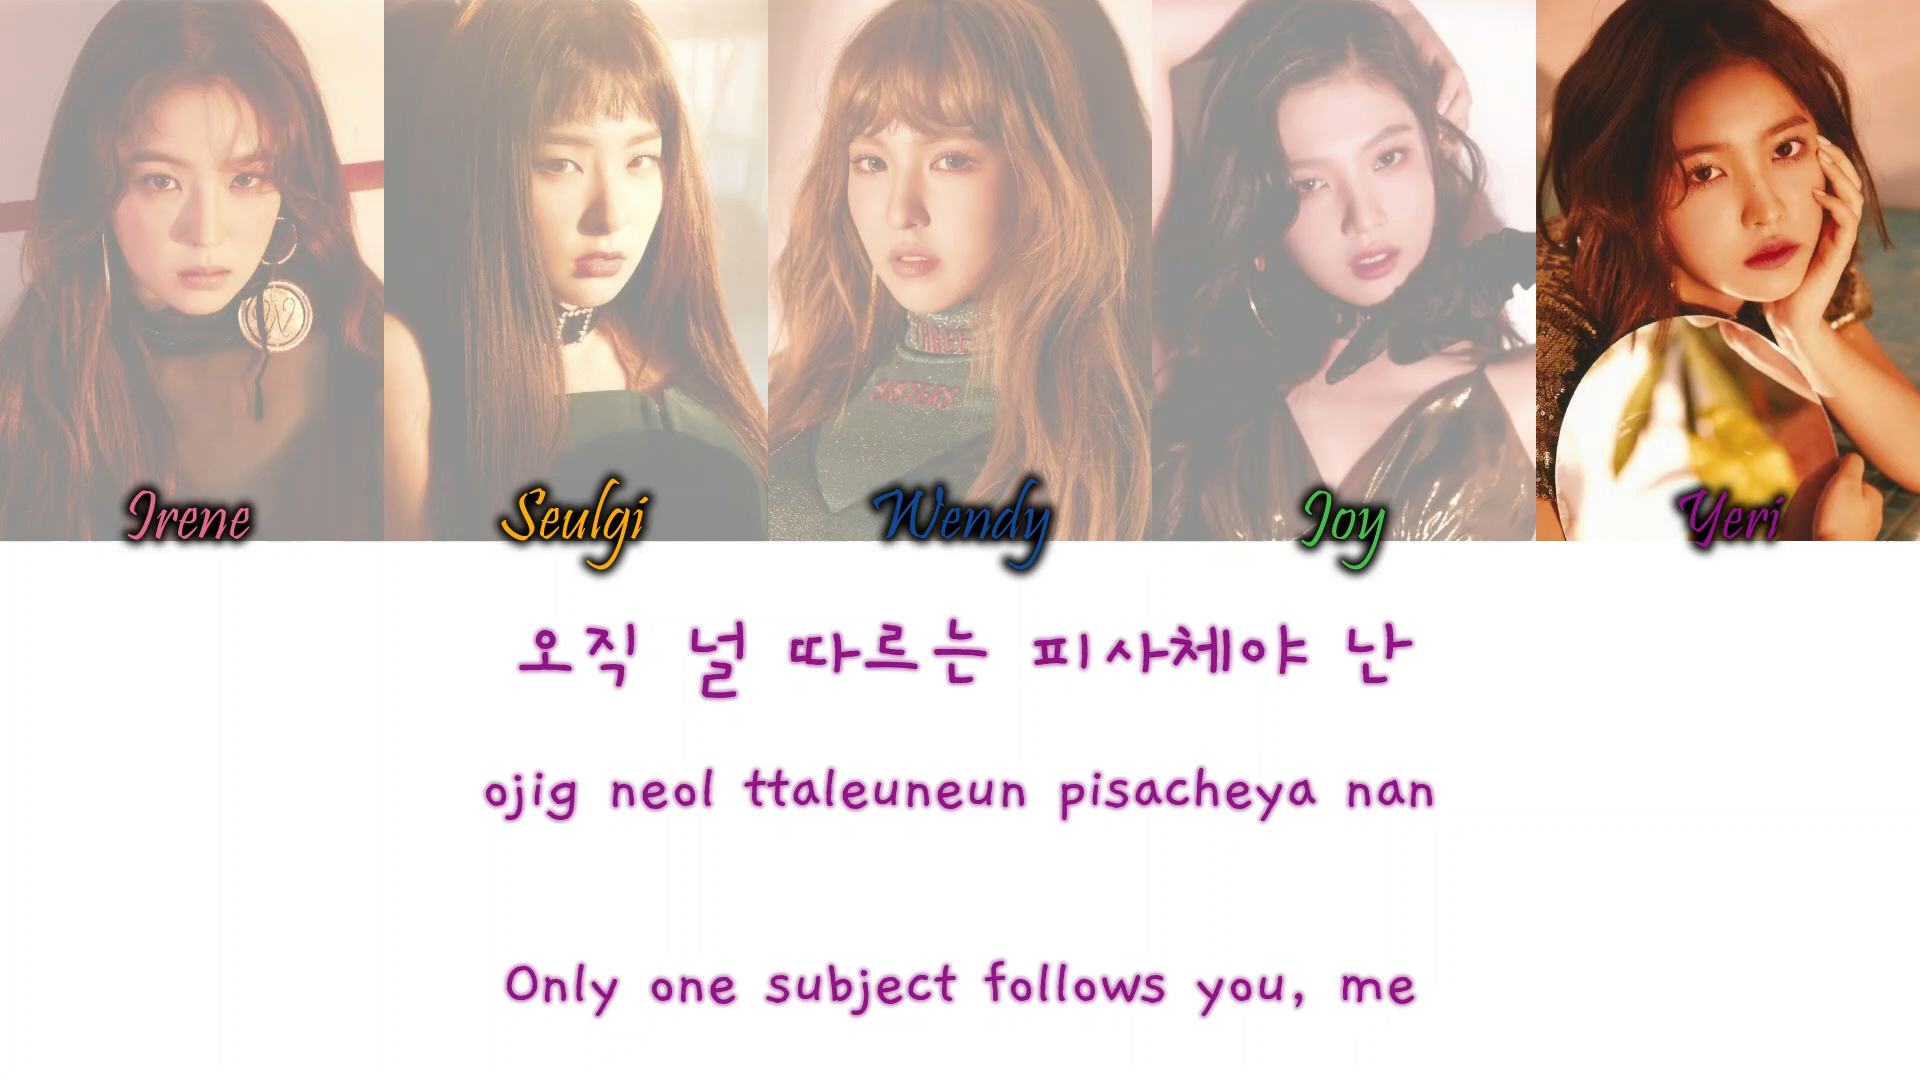 Irene Seulgi Wendy Joy Yeri
오직 널 따르는 피사체야 난
ojig neol ttaleuneun pisacheya nan
Only one subject follows you, me